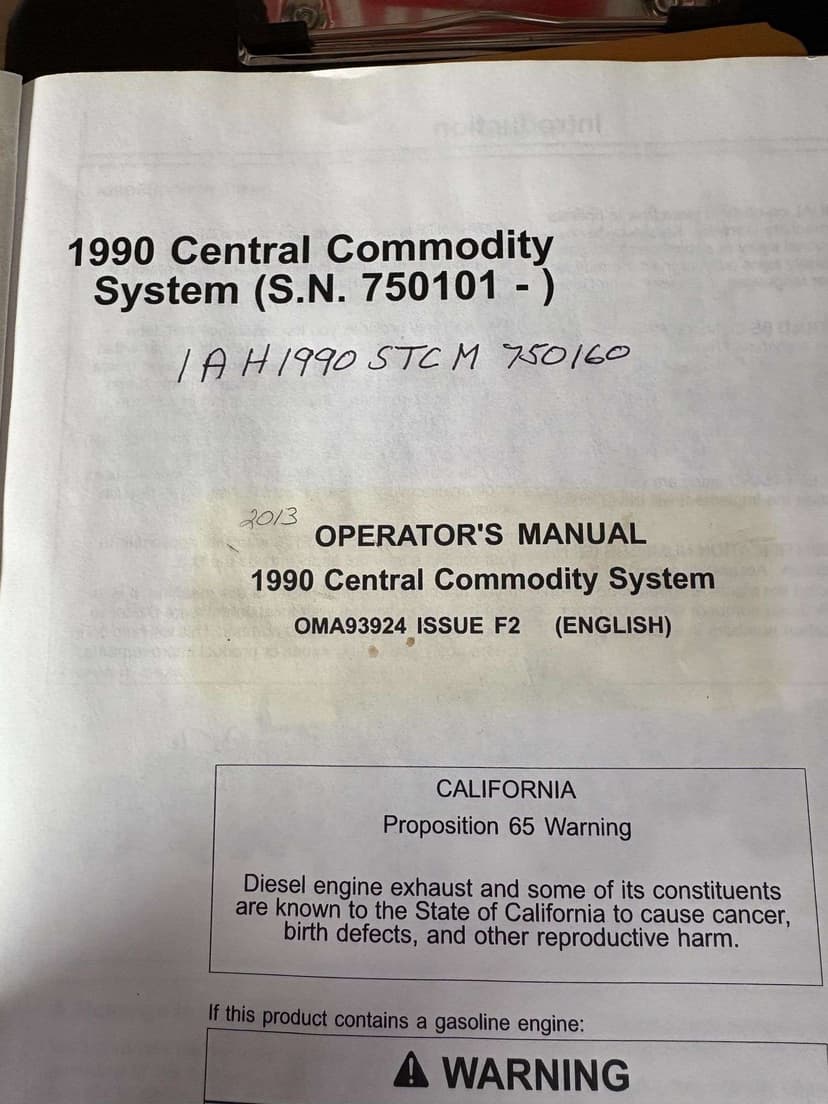 1990 Central Commodity
System (S.N. 750101 - )
1AH1990STCM 750160
2013
OPERATOR'S MANUAL
1990 Central Commodity System
OMA93924 ISSUE F2 (ENGLISH)
CALIFORNIA
Proposition 65 Warning
Diesel engine exhaust and some of its constituents
are known to the State of California to cause cancer,
birth defects, and other reproductive harm.
If this product contains a gasoline engine:
WARNING